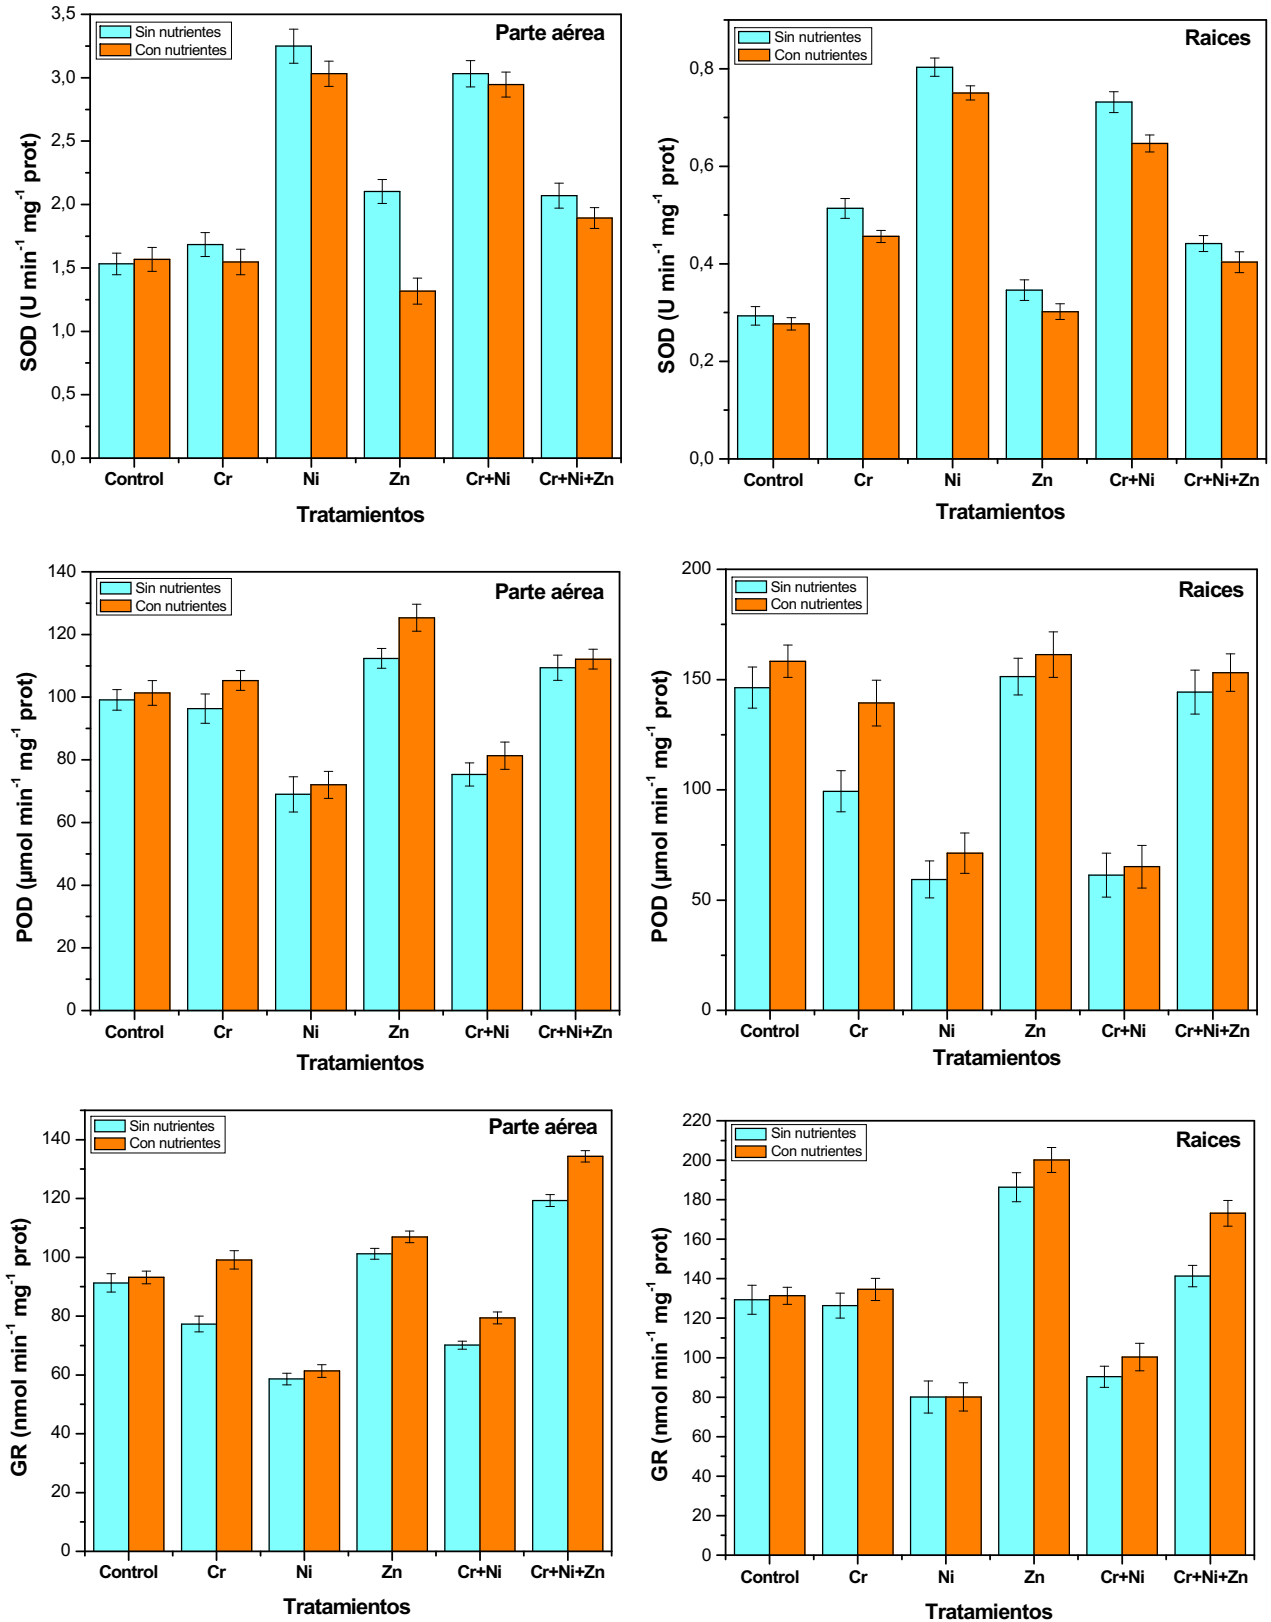 Parte aérea
Sin nutrientes
Con nutrientes
SOD (U min⁻¹ mg⁻¹ prot)
3,5
3,0
2,5
2,0
1,5
1,0
0,5
0,0
Control Cr Ni Zn Cr+Ni Cr+Ni+Zn
Tratamientos
Raices
Sin nutrientes
Con nutrientes
SOD (U min⁻¹ mg⁻¹ prot)
0,8
0,6
0,4
0,2
0,0
Control Cr Ni Zn Cr+Ni Cr+Ni+Zn
Tratamientos
Parte aérea
Sin nutrientes
Con nutrientes
POD (µmol min⁻¹ mg⁻¹ prot)
140
120
100
80
60
40
20
0
Control Cr Ni Zn Cr+Ni Cr+Ni+Zn
Tratamientos
Raices
Sin nutrientes
Con nutrientes
POD (µmol min⁻¹ mg⁻¹ prot)
200
150
100
50
0
Control Cr Ni Zn Cr+Ni Cr+Ni+Zn
Tratamientos
Parte aérea
Sin nutrientes
Con nutrientes
GR (nmol min⁻¹ mg⁻¹ prot)
140
120
100
80
60
40
20
0
Control Cr Ni Zn Cr+Ni Cr+Ni+Zn
Tratamientos
Raices
Sin nutrientes
Con nutrientes
GR (nmol min⁻¹ mg⁻¹ prot)
220
200
180
160
140
120
100
80
60
40
20
0
Control Cr Ni Zn Cr+Ni Cr+Ni+Zn
Tratamientos